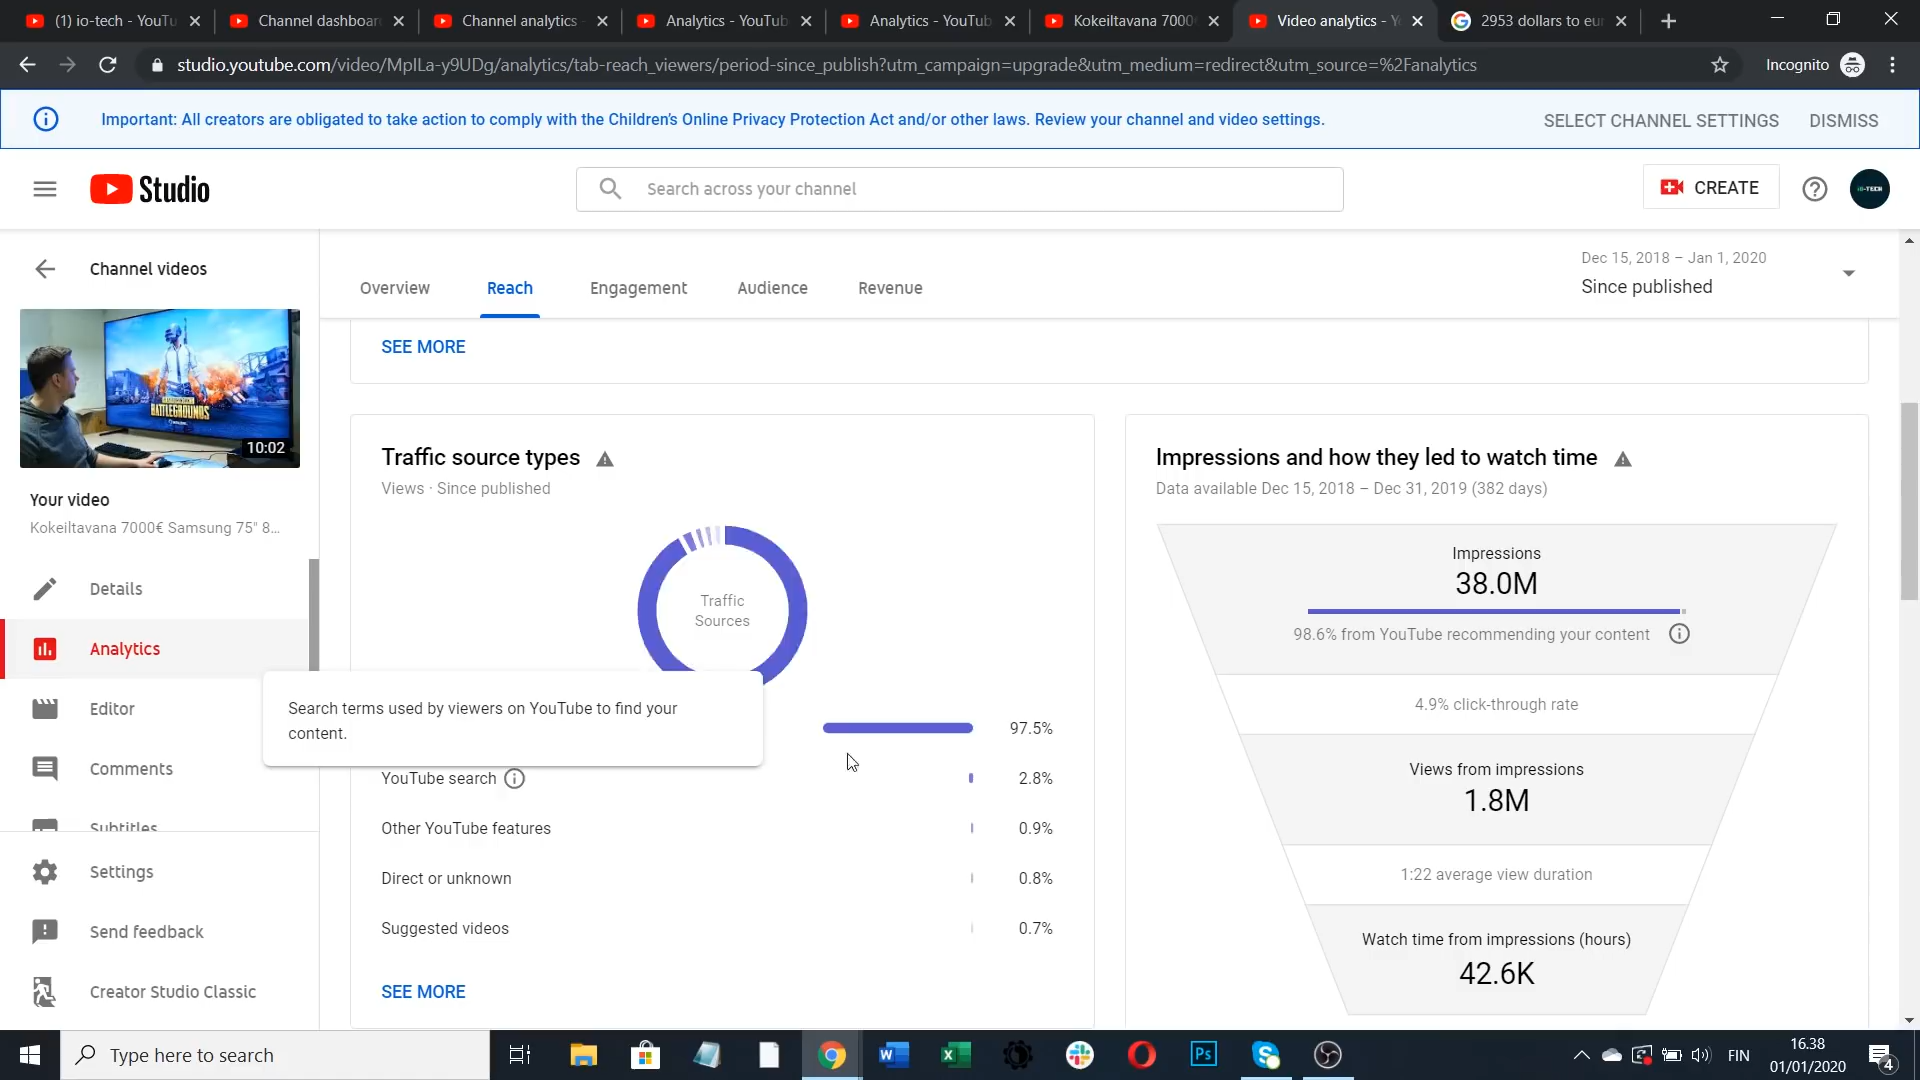 (1) io-tech - YouTu
Channel dashboar
Channel analytics -
Analytics - YouTub
Analytics - YouTub
Kokeiltavana 7000€
Video analytics - Y
2953 dollars to eur
studio.youtube.com/video/MpILa-y9UDg/analytics/tab-reach_viewers/period-since_publish?utm_campaign=upgrade&utm_medium=redirect&utm_source=%2Fanalytics
Incognito
Important: All creators are obligated to take action to comply with the Children's Online Privacy Protection Act and/or other laws. Review your channel and video settings.
SELECT CHANNEL SETTINGS
DISMISS
Studio
Search across your channel
CREATE
iO-TECH
Channel videos
Overview
Reach
Engagement
Audience
Revenue
Dec 15, 2018 – Jan 1, 2020
Since published
BATTLEGROUNDS
10:02
Your video
Kokeiltavana 7000€ Samsung 75" 8...
Details
Analytics
Editor
Comments
Subtitles
Settings
Send feedback
Creator Studio Classic
SEE MORE
Traffic source types
Views · Since published
Traffic
Sources
Search terms used by viewers on YouTube to find your
content.
97.5%
YouTube search
2.8%
Other YouTube features
0.9%
Direct or unknown
0.8%
Suggested videos
0.7%
SEE MORE
Impressions and how they led to watch time
Data available Dec 15, 2018 – Dec 31, 2019 (382 days)
Impressions
38.0M
98.6% from YouTube recommending your content
4.9% click-through rate
Views from impressions
1.8M
1:22 average view duration
Watch time from impressions (hours)
42.6K
Type here to search
FIN
16.38
01/01/2020
4